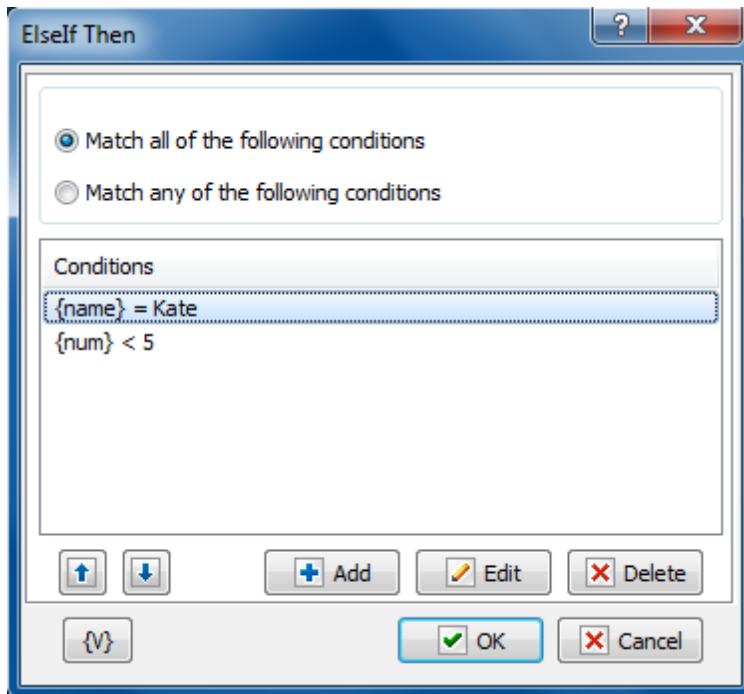 ElseIf Then
?
Match all of the following conditions
Match any of the following conditions
Conditions
{name} = Kate
{num} < 5
Add Edit Delete
{V} OK Cancel